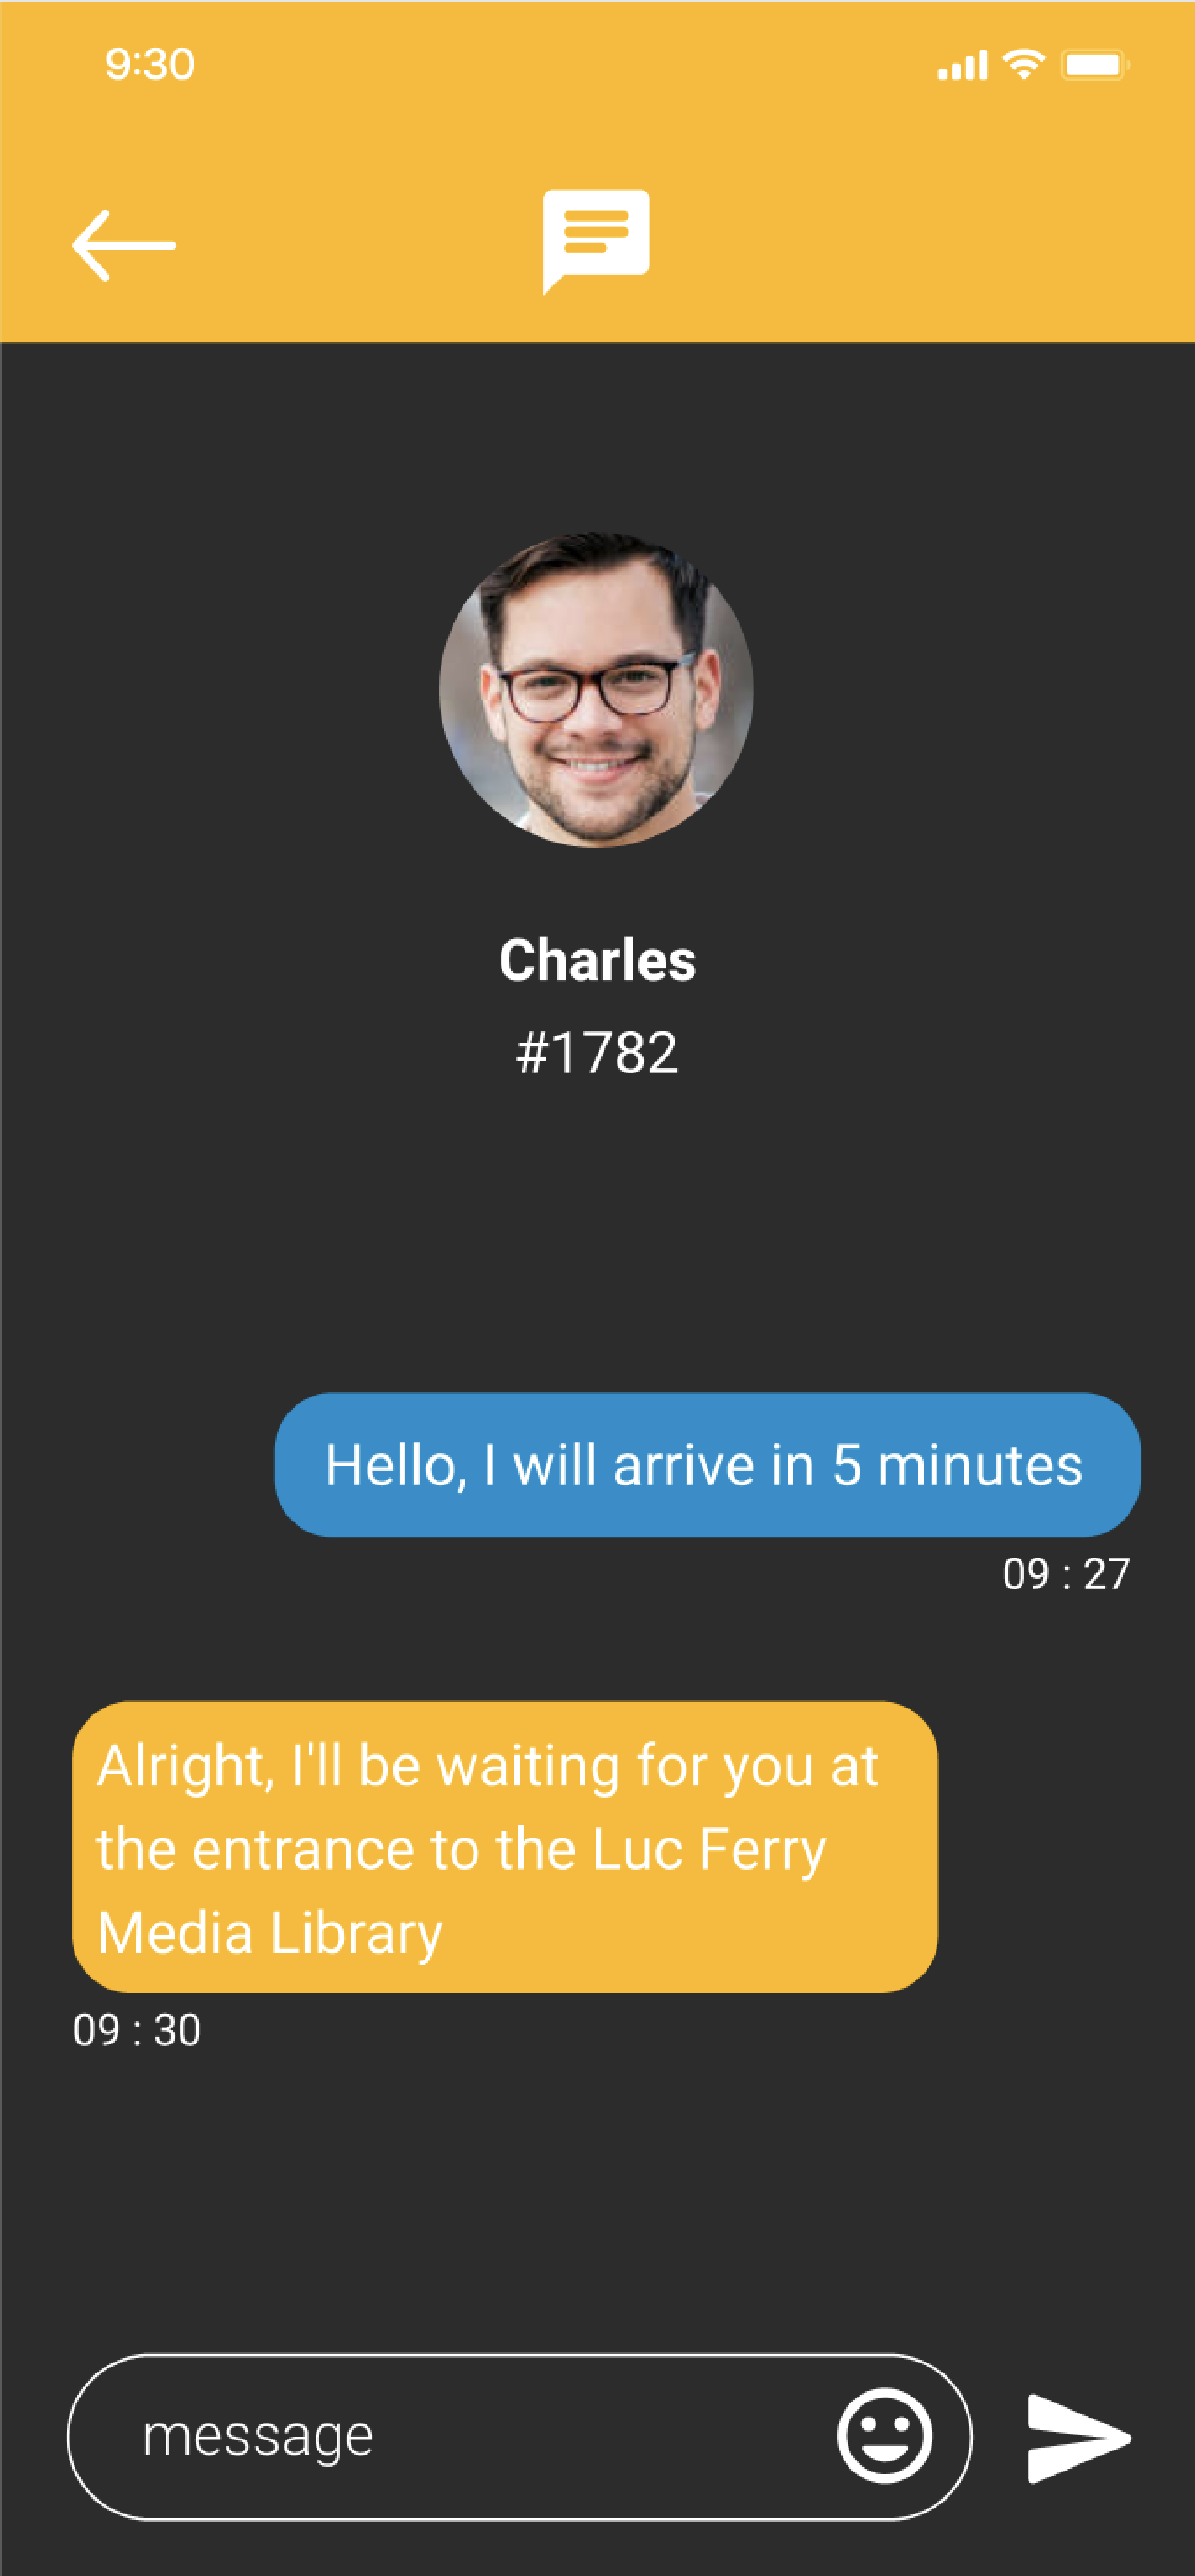 9:30
Charles
#1782
Hello, I will arrive in 5 minutes
09 : 27
Alright, I'll be waiting for you at
the entrance to the Luc Ferry
Media Library
09 : 30
message